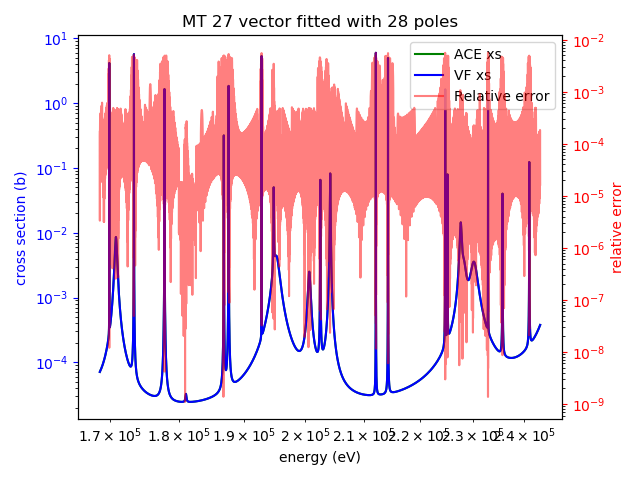 MT 27 vector fitted with 28 poles
ACE xs
VF xs
Relative error
cross section (b)
10¹
10⁰
10⁻¹
10⁻²
10⁻³
10⁻⁴
relative error
10⁻²
10⁻³
10⁻⁴
10⁻⁵
10⁻⁶
10⁻⁷
10⁻⁸
10⁻⁹
1.7 × 10⁵ 1.8 × 10⁵ 1.9 × 10⁵ 2 × 10⁵ 2.1 × 10⁵ 2.2 × 10⁵ 2.3 × 10⁵ 2.4 × 10⁵
energy (eV)